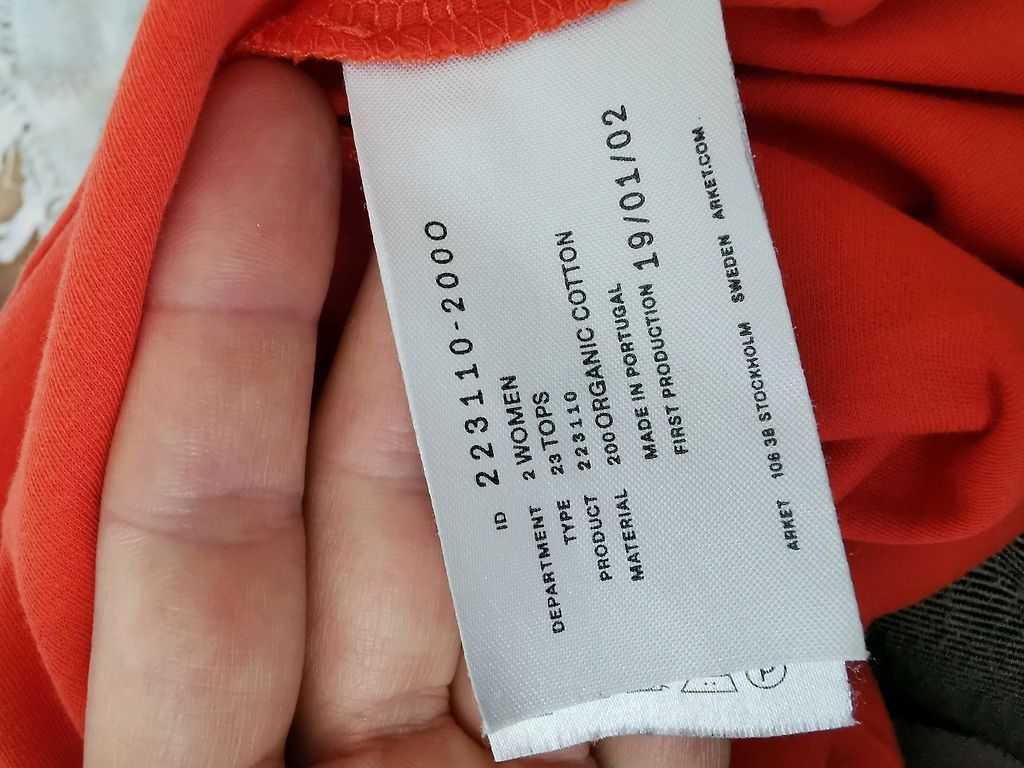 ID 223110-2000
DEPARTMENT 2 WOMEN
TYPE 23 TOPS
PRODUCT 223110
MATERIAL 200 ORGANIC COTTON
MADE IN PORTUGAL
FIRST PRODUCTION 19/01/02
ARKET 106 38 STOCKHOLM SWEDEN ARKET.COM